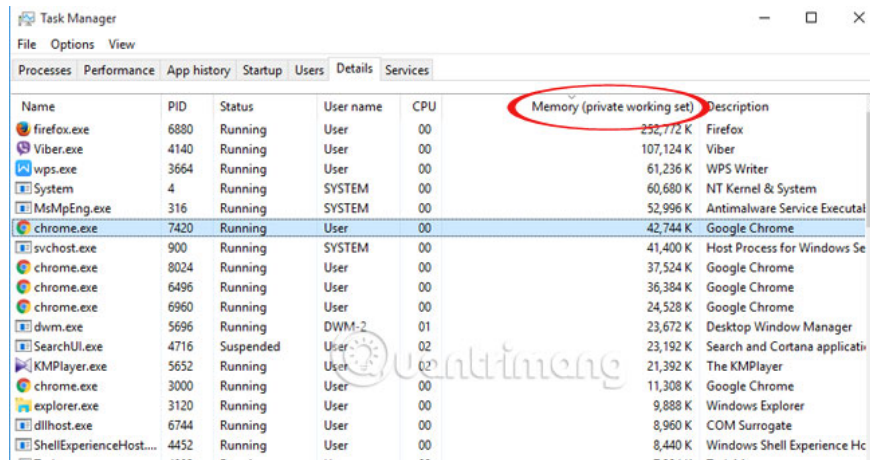 Task Manager
File Options View
Processes Performance App history Startup Users Details Services
Name PID Status User name CPU Memory (private working set) Description
firefox.exe 6880 Running User 00 252,772 K Firefox
Viber.exe 4140 Running User 00 107,124 K Viber
wps.exe 3664 Running User 00 61,236 K WPS Writer
System 4 Running SYSTEM 00 60,680 K NT Kernel & System
MsMpEng.exe 316 Running SYSTEM 00 52,996 K Antimalware Service Executal
chrome.exe 7420 Running User 00 42,744 K Google Chrome
svchost.exe 900 Running SYSTEM 00 41,400 K Host Process for Windows Se
chrome.exe 8024 Running User 00 37,524 K Google Chrome
chrome.exe 6496 Running User 00 36,384 K Google Chrome
chrome.exe 6960 Running User 00 24,528 K Google Chrome
dwm.exe 5696 Running DWM-2 01 23,672 K Desktop Window Manager
SearchUI.exe 4716 Suspended User 02 23,192 K Search and Cortana applicati
KMPlayer.exe 5652 Running User 02 21,392 K The KMPlayer
chrome.exe 3000 Running User 00 11,308 K Google Chrome
explorer.exe 3120 Running User 00 9,888 K Windows Explorer
dllhost.exe 6744 Running User 00 8,960 K COM Surrogate
ShellExperienceHost.... 4452 Running User 00 8,440 K Windows Shell Experience Hc
Quantrimang